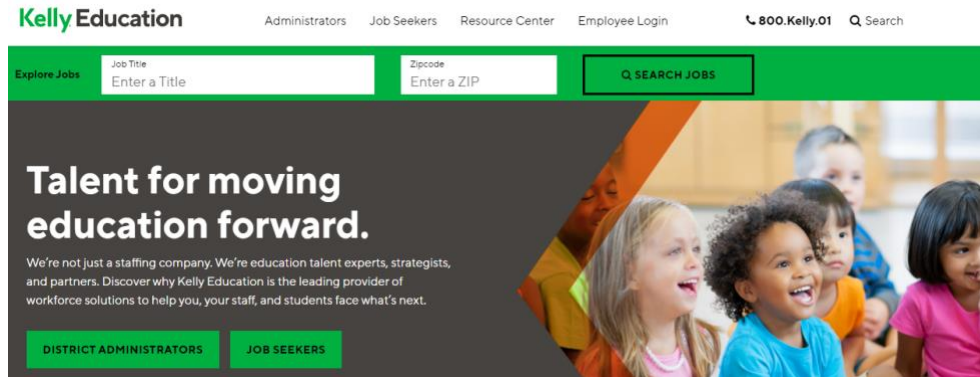 Kelly Education
Administrators Job Seekers Resource Center Employee Login 800.Kelly.01 Search
Explore Jobs
Job Title
Enter a Title
Zipcode
Enter a ZIP
SEARCH JOBS
Talent for moving
education forward.
We're not just a staffing company. We're education talent experts, strategists,
and partners. Discover why Kelly Education is the leading provider of
workforce solutions to help you, your staff, and students face what's next.
DISTRICT ADMINISTRATORS JOB SEEKERS